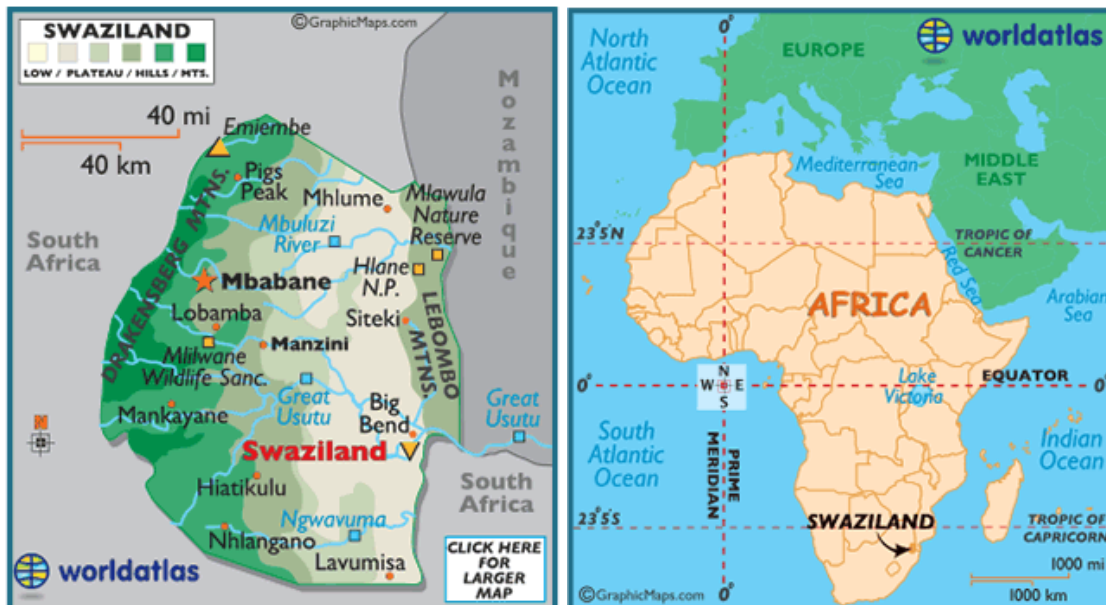 ©GraphicMaps.com
SWAZILAND
LOW / PLATEAU / HILLS / MTS.
40 mi
40 km
Emiembe
Pigs
Peak
Mhlume
Mlawula
Nature
Reserve
Mozambique
South
Africa
DRAKENSBERG MTNS.
Mbuluzi
River
Hlane
N.P.
Mbabane
Lobamba
Siteki
LEBOMBO
MTNS.
Manzini
Mlilwane
Wildlife Sanc.
Great
Usutu
Mankayane
Big
Bend
Great
Usutu
N
Swaziland
Hiatikulu
South
Africa
Ngwavuma
Nhlangano
Lavumisa
CLICK HERE
FOR
LARGER
MAP
worldatlas
0°
North
Atlantic
Ocean
EUROPE
worldatlas
Mediterranean
Sea
MIDDLE
EAST
23°5'N
TROPIC OF
CANCER
Red Sea
Arabian
Sea
AFRICA
N
W E
S
0°
EQUATOR
0°
Lake
Victoria
South
Atlantic
Ocean
PRIME
MERIDIAN
Indian
Ocean
SWAZILAND
23°5'S
TROPIC OF
CAPRICORN
1000 mi
1000 km
0°
©GraphicMaps.com